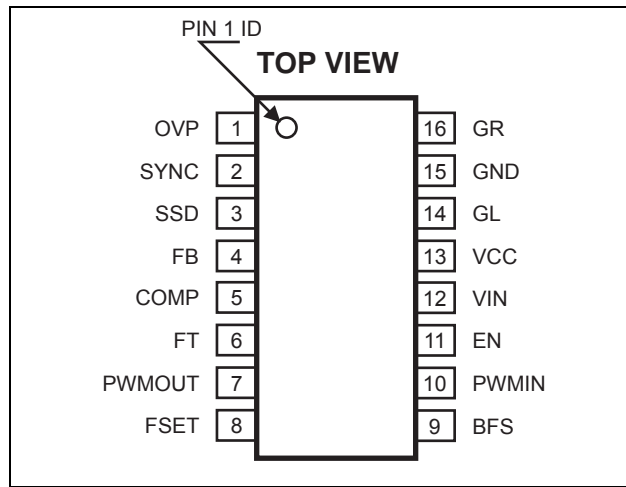 PIN 1 ID
TOP VIEW
OVP 1 16 GR
SYNC 2 15 GND
SSD 3 14 GL
FB 4 13 VCC
COMP 5 12 VIN
FT 6 11 EN
PWMOUT 7 10 PWMIN
FSET 8 9 BFS